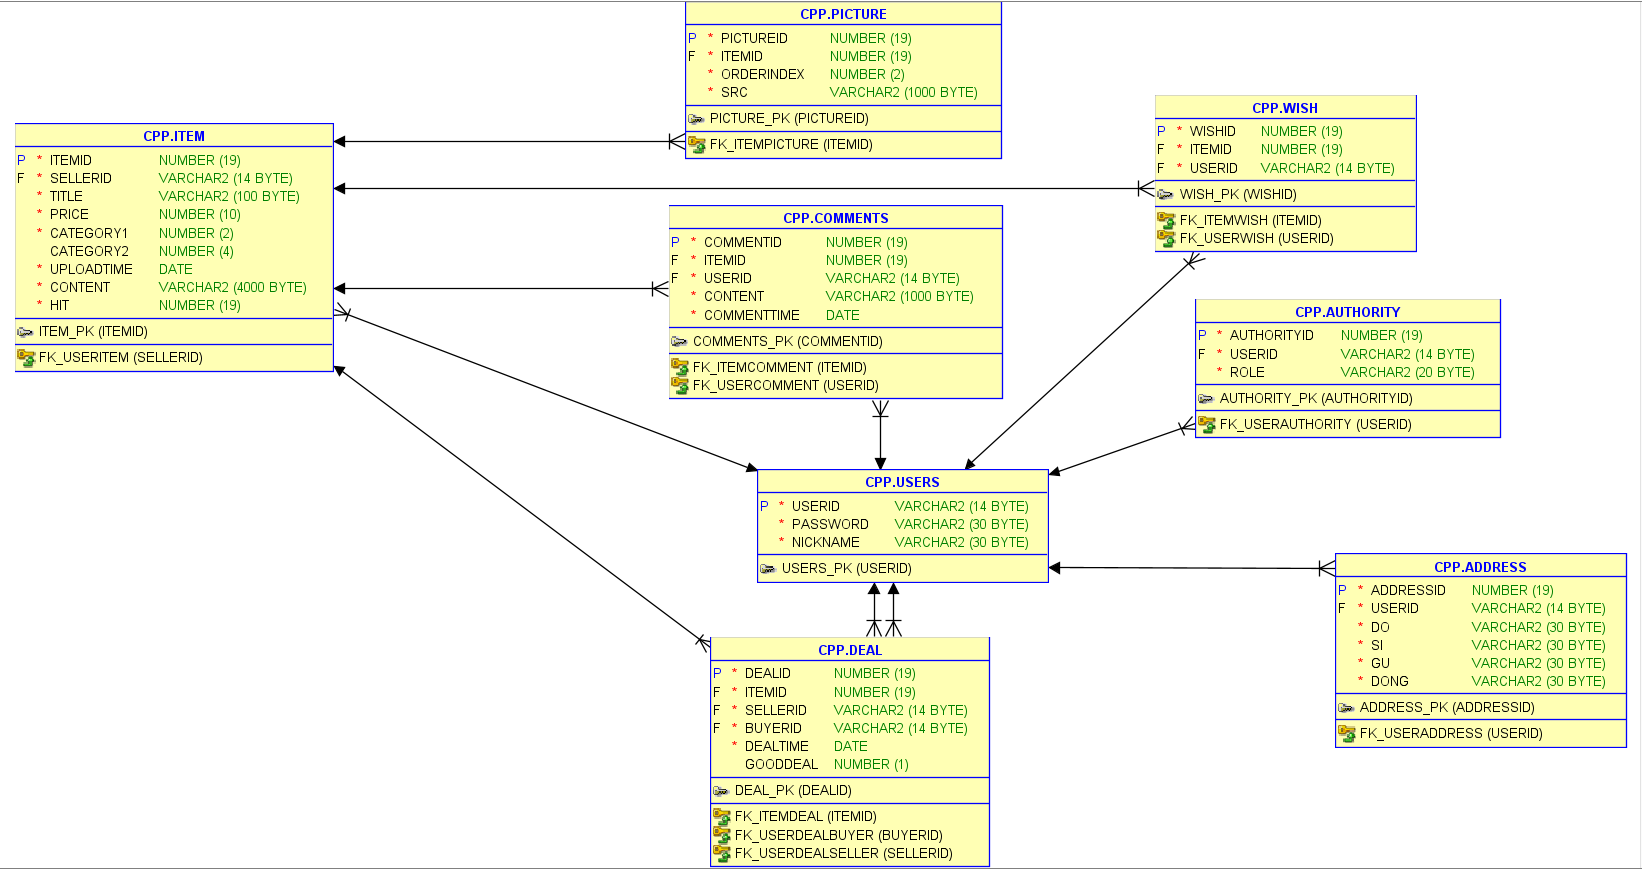 CPP.PICTURE
P * PICTUREID NUMBER (19)
F * ITEMID NUMBER (19)
* ORDERINDEX NUMBER (2)
* SRC VARCHAR2 (1000 BYTE)
PICTURE_PK (PICTUREID)
FK_ITEMPICTURE (ITEMID)
CPP.ITEM
P * ITEMID NUMBER (19)
F * SELLERID VARCHAR2 (14 BYTE)
* TITLE VARCHAR2 (100 BYTE)
* PRICE NUMBER (10)
* CATEGORY1 NUMBER (2)
CATEGORY2 NUMBER (4)
* UPLOADTIME DATE
* CONTENT VARCHAR2 (4000 BYTE)
* HIT NUMBER (19)
ITEM_PK (ITEMID)
FK_USERITEM (SELLERID)
CPP.WISH
P * WISHID NUMBER (19)
F * ITEMID NUMBER (19)
F * USERID VARCHAR2 (14 BYTE)
WISH_PK (WISHID)
FK_ITEMWISH (ITEMID)
FK_USERWISH (USERID)
CPP.COMMENTS
P * COMMENTID NUMBER (19)
F * ITEMID NUMBER (19)
F * USERID VARCHAR2 (14 BYTE)
* CONTENT VARCHAR2 (1000 BYTE)
* COMMENTTIME DATE
COMMENTS_PK (COMMENTID)
FK_ITEMCOMMENT (ITEMID)
FK_USERCOMMENT (USERID)
CPP.AUTHORITY
P * AUTHORITYID NUMBER (19)
F * USERID VARCHAR2 (14 BYTE)
* ROLE VARCHAR2 (20 BYTE)
AUTHORITY_PK (AUTHORITYID)
FK_USERAUTHORITY (USERID)
CPP.USERS
P * USERID VARCHAR2 (14 BYTE)
* PASSWORD VARCHAR2 (30 BYTE)
* NICKNAME VARCHAR2 (30 BYTE)
USERS_PK (USERID)
CPP.ADDRESS
P * ADDRESSID NUMBER (19)
F * USERID VARCHAR2 (14 BYTE)
* DO VARCHAR2 (30 BYTE)
* SI VARCHAR2 (30 BYTE)
* GU VARCHAR2 (30 BYTE)
* DONG VARCHAR2 (30 BYTE)
ADDRESS_PK (ADDRESSID)
FK_USERADDRESS (USERID)
CPP.DEAL
P * DEALID NUMBER (19)
F * ITEMID NUMBER (19)
F * SELLERID VARCHAR2 (14 BYTE)
F * BUYERID VARCHAR2 (14 BYTE)
* DEALTIME DATE
GOODDEAL NUMBER (1)
DEAL_PK (DEALID)
FK_ITEMDEAL (ITEMID)
FK_USERDEALBUYER (BUYERID)
FK_USERDEALSELLER (SELLERID)